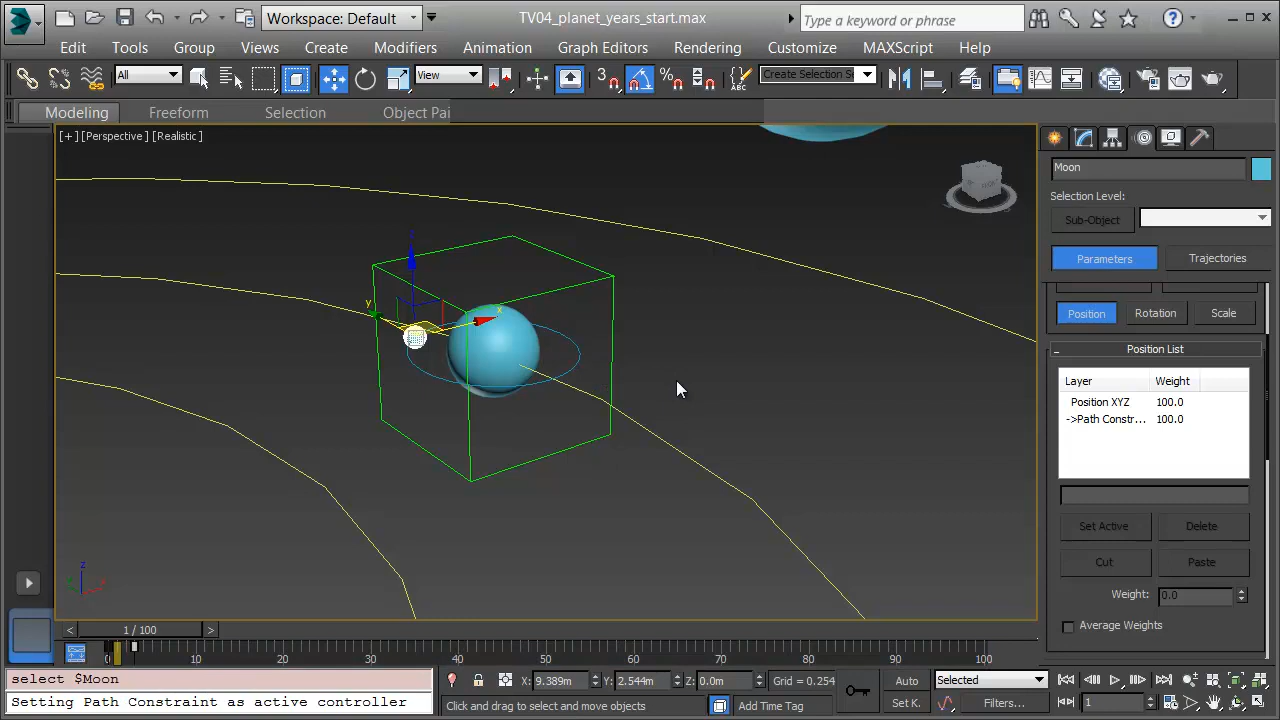 Workspace: Default
TV04_planet_years_start.max
Type a keyword or phrase
Edit Tools Group Views Create Modifiers Animation Graph Editors Rendering Customize MAXScript Help
All
View
3
%
ABC
Create Selection Se
Modeling Freeform Selection Object Pai
[+] [Perspective] [Realistic]
Moon
Selection Level:
Sub-Object
Parameters Trajectories
Position Rotation Scale
Position List
Layer Weight
Position XYZ 100.0
->Path Constr... 100.0
Set Active Delete
Cut Paste
Weight: 0.0
Average Weights
y
x
z
< 1 / 100 >
0 10 20 30 40 50 60 70 80 90 100
select $Moon
Setting Path Constraint as active controller
X: 9.389m Y: 2.544m Z: 0.0m Grid = 0.254
Click and drag to select and move objects
Add Time Tag
Auto Selected
Set K. Filters...
1